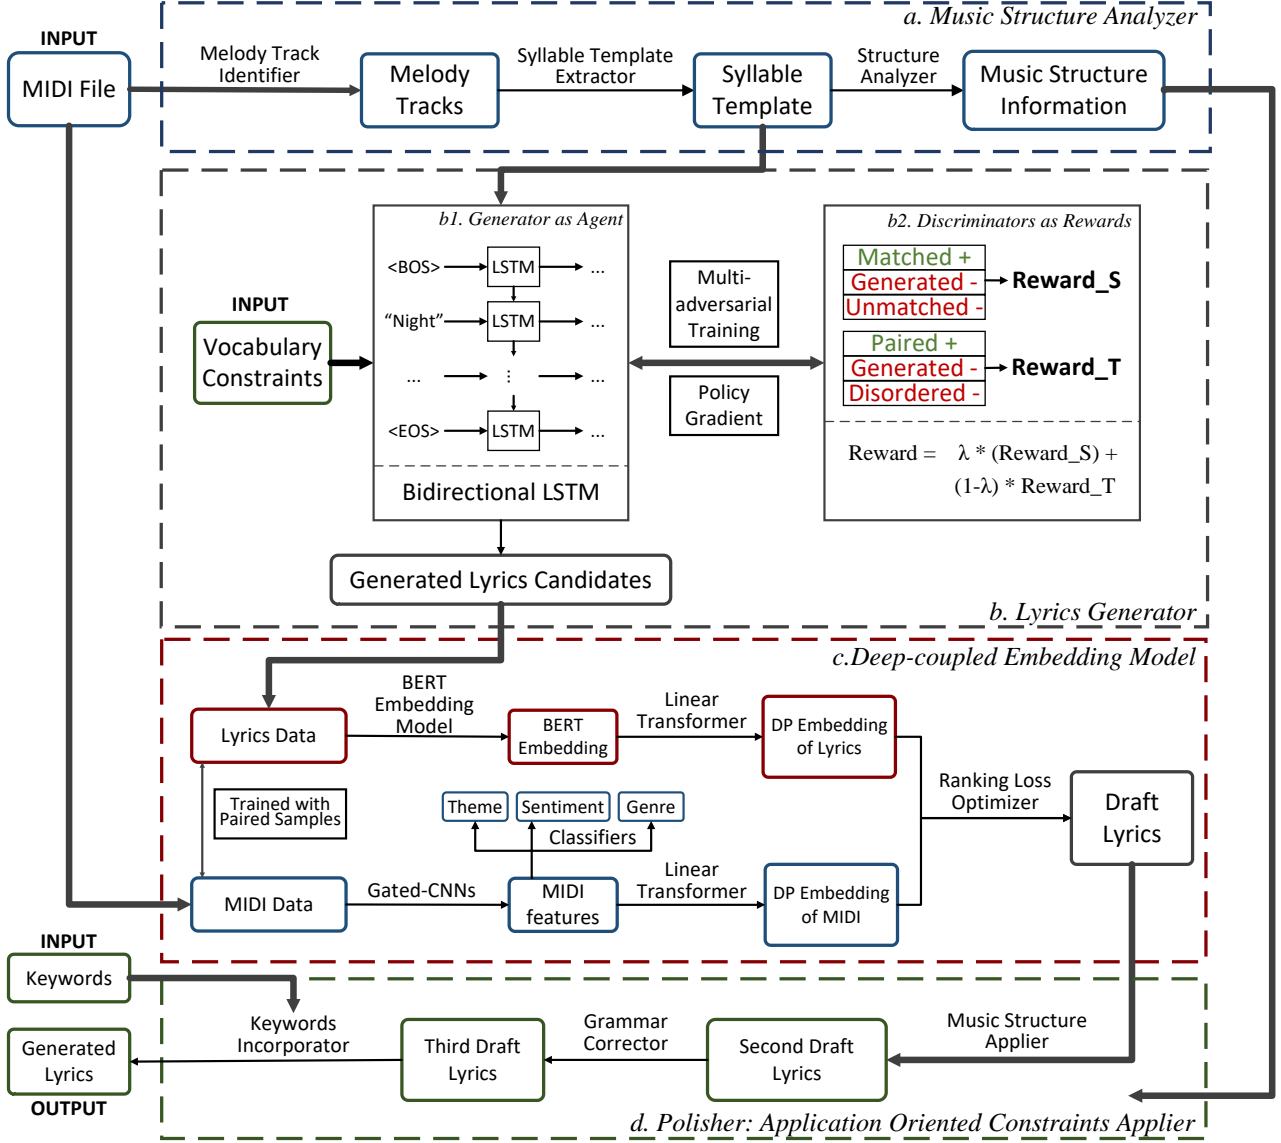 a. Music Structure Analyzer
INPUT
MIDI File
Melody Track
Identifier
Melody
Tracks
Syllable Template
Extractor
Syllable
Template
Structure
Analyzer
Music Structure
Information
b1. Generator as Agent
<BOS>
LSTM
...
“Night”
LSTM
...
...
⋮
...
<EOS>
LSTM
...
Bidirectional LSTM
INPUT
Vocabulary
Constraints
Multi-
adversarial
Training
Policy
Gradient
b2. Discriminators as Rewards
Matched +
Generated -
Unmatched -
Reward_S
Paired +
Generated -
Disordered -
Reward_T
Reward = λ * (Reward_S) +
(1-λ) * Reward_T
Generated Lyrics Candidates
b. Lyrics Generator
c.Deep-coupled Embedding Model
Lyrics Data
BERT
Embedding
Model
BERT
Embedding
Linear
Transformer
DP Embedding
of Lyrics
Trained with
Paired Samples
Theme
Sentiment
Genre
Classifiers
Ranking Loss
Optimizer
Draft
Lyrics
MIDI Data
Gated-CNNs
MIDI
features
Linear
Transformer
DP Embedding
of MIDI
INPUT
Keywords
Keywords
Incorporator
Generated
Lyrics
OUTPUT
Third Draft
Lyrics
Grammar
Corrector
Second Draft
Lyrics
Music Structure
Applier
d. Polisher: Application Oriented Constraints Applier